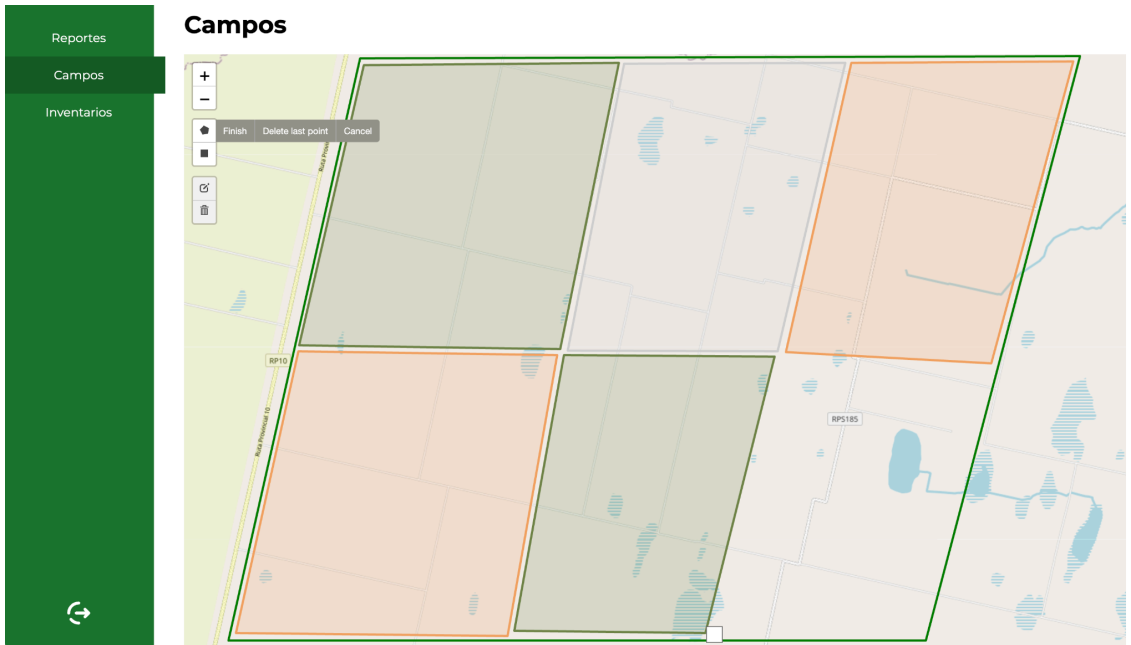 Campos
Reportes
Campos
Inventarios
+
−
Finish Delete last point Cancel
RP10
Ruta Provincial 10
RP5185